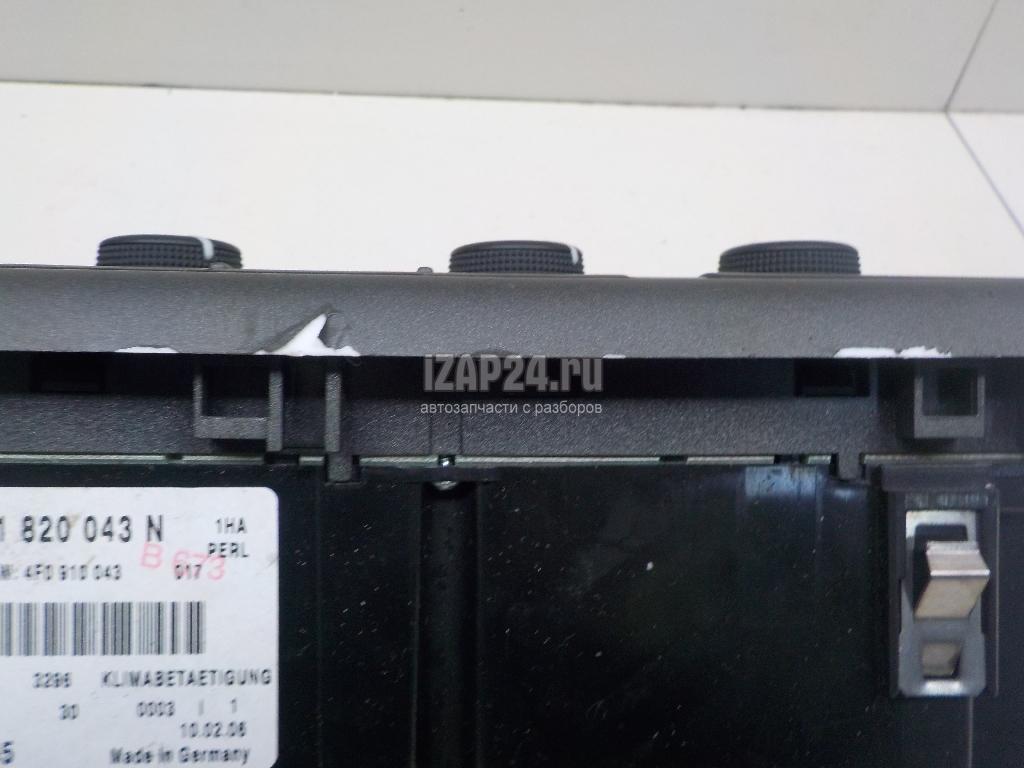 IZAP24.ru
автозапчасти с разборов
1 820 043 N
1HA
PERL
4F0 910 043
017
B 673
3296 KLIMABETAETIGUNG
30 0003 | 1
10.02.06
5 Made in Germany